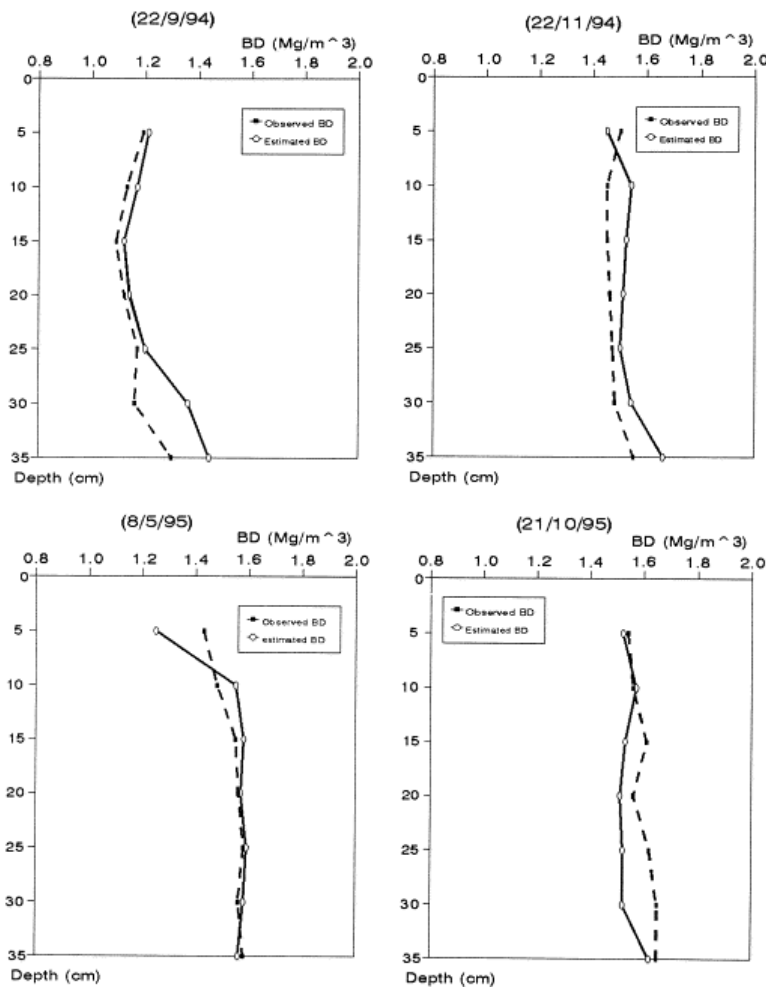 (22/9/94)
BD (Mg/m^3)
0.8 1.0 1.2 1.4 1.6 1.8 2.0
0
5
10
15
20
25
30
35
Observed BD
Estimated BD
Depth (cm)
(22/11/94)
BD (Mg/m^3)
0.8 1.0 1.2 1.4 1.6 1.8 2.0
0
5
10
15
20
25
30
35
Observed BD
Estimated BD
Depth (cm)
(8/5/95)
BD (Mg/m^3)
0.8 1.0 1.2 1.4 1.6 1.8 2.0
0
5
10
15
20
25
30
35
Observed BD
estimated BD
Depth (cm)
(21/10/95)
BD (Mg/m^3)
0.8 1.0 1.2 1.4 1.6 1.8 2.0
0
5
10
15
20
25
30
35
Observed BD
Estimated BD
Depth (cm)